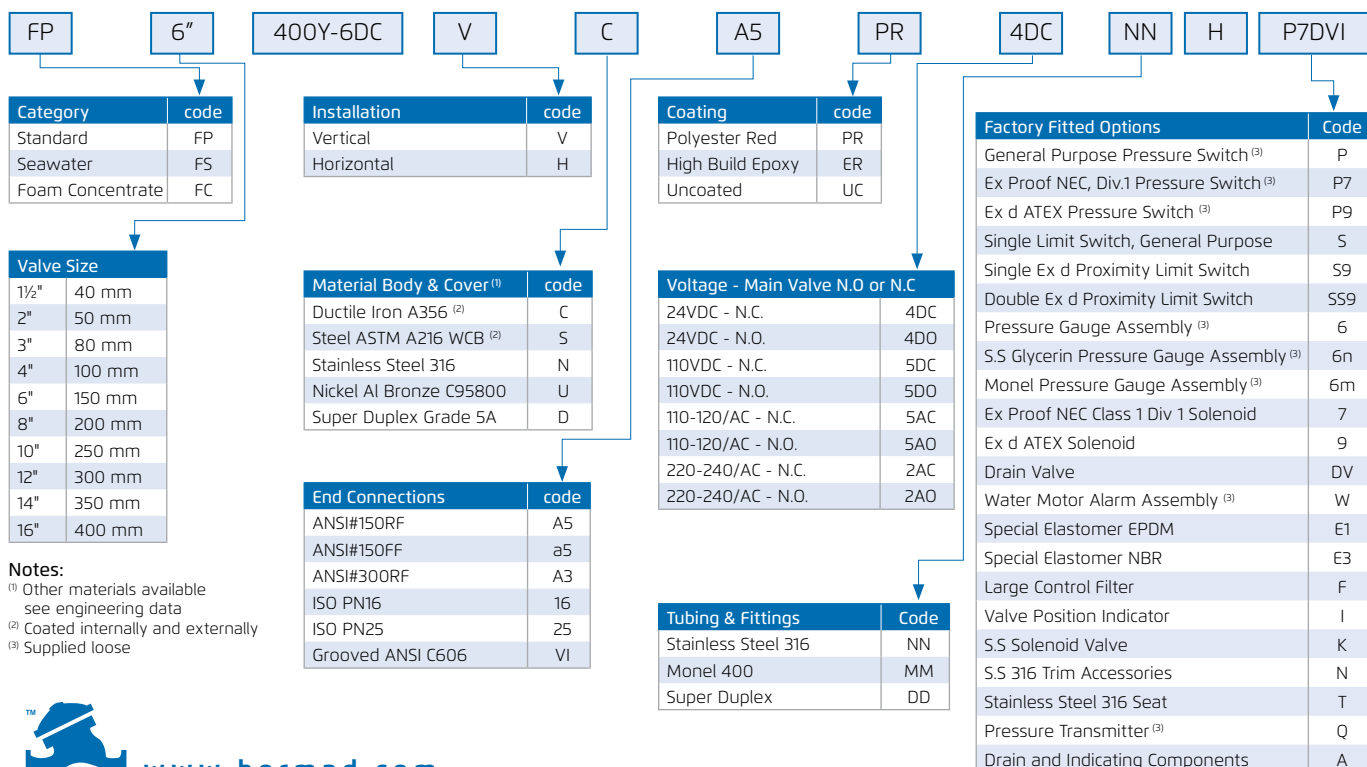 FP 6″ 400Y-6DC V C A5 PR 4DC NN H P7DVI
Category code
Standard FP
Seawater FS
Foam Concentrate FC
Valve Size
1½" 40 mm
2" 50 mm
3" 80 mm
4" 100 mm
6" 150 mm
8" 200 mm
10" 250 mm
12" 300 mm
14" 350 mm
16" 400 mm
Notes:
(1) Other materials available
see engineering data
(2) Coated internally and externally
(3) Supplied loose
Installation code
Vertical V
Horizontal H
Material Body & Cover (1) code
Ductile Iron A356 (2) C
Steel ASTM A216 WCB (2) S
Stainless Steel 316 N
Nickel Al Bronze C95800 U
Super Duplex Grade 5A D
End Connections code
ANSI#150RF A5
ANSI#150FF a5
ANSI#300RF A3
ISO PN16 16
ISO PN25 25
Grooved ANSI C606 VI
Coating code
Polyester Red PR
High Build Epoxy ER
Uncoated UC
Voltage - Main Valve N.O or N.C
24VDC - N.C. 4DC
24VDC - N.O. 4DO
110VDC - N.C. 5DC
110VDC - N.O. 5DO
110-120/AC - N.C. 5AC
110-120/AC - N.O. 5AO
220-240/AC - N.C. 2AC
220-240/AC - N.O. 2AO
Tubing & Fittings Code
Stainless Steel 316 NN
Monel 400 MM
Super Duplex DD
Factory Fitted Options Code
General Purpose Pressure Switch (3) P
Ex Proof NEC, Div.1 Pressure Switch (3) P7
Ex d ATEX Pressure Switch (3) P9
Single Limit Switch, General Purpose S
Single Ex d Proximity Limit Switch S9
Double Ex d Proximity Limit Switch SS9
Pressure Gauge Assembly (3) 6
S.S Glycerin Pressure Gauge Assembly (3) 6n
Monel Pressure Gauge Assembly (3) 6m
Ex Proof NEC Class 1 Div 1 Solenoid 7
Ex d ATEX Solenoid 9
Drain Valve DV
Water Motor Alarm Assembly (3) W
Special Elastomer EPDM E1
Special Elastomer NBR E3
Large Control Filter F
Valve Position Indicator I
S.S Solenoid Valve K
S.S 316 Trim Accessories N
Stainless Steel 316 Seat T
Pressure Transmitter (3) Q
Drain and Indicating Components A
TM
www.bermad.com